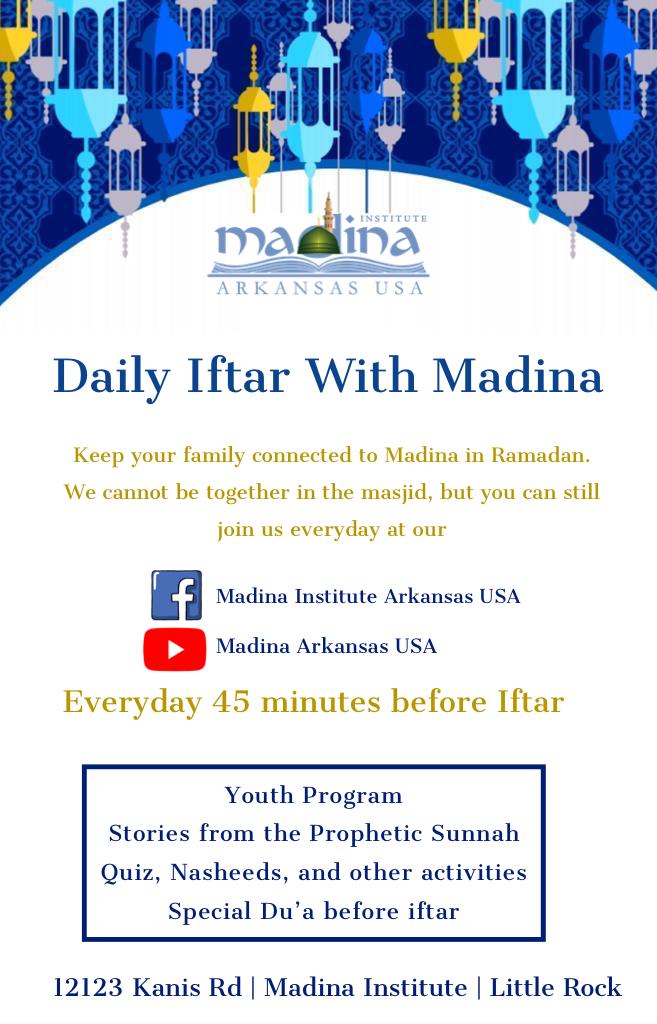 INSTITUTE
madina
ARKANSAS USA
Daily Iftar With Madina
Keep your family connected to Madina in Ramadan.
We cannot be together in the masjid, but you can still
join us everyday at our
Madina Institute Arkansas USA
Madina Arkansas USA
Everyday 45 minutes before Iftar
Youth Program
Stories from the Prophetic Sunnah
Quiz, Nasheeds, and other activities
Special Du’a before iftar
12123 Kanis Rd | Madina Institute | Little Rock